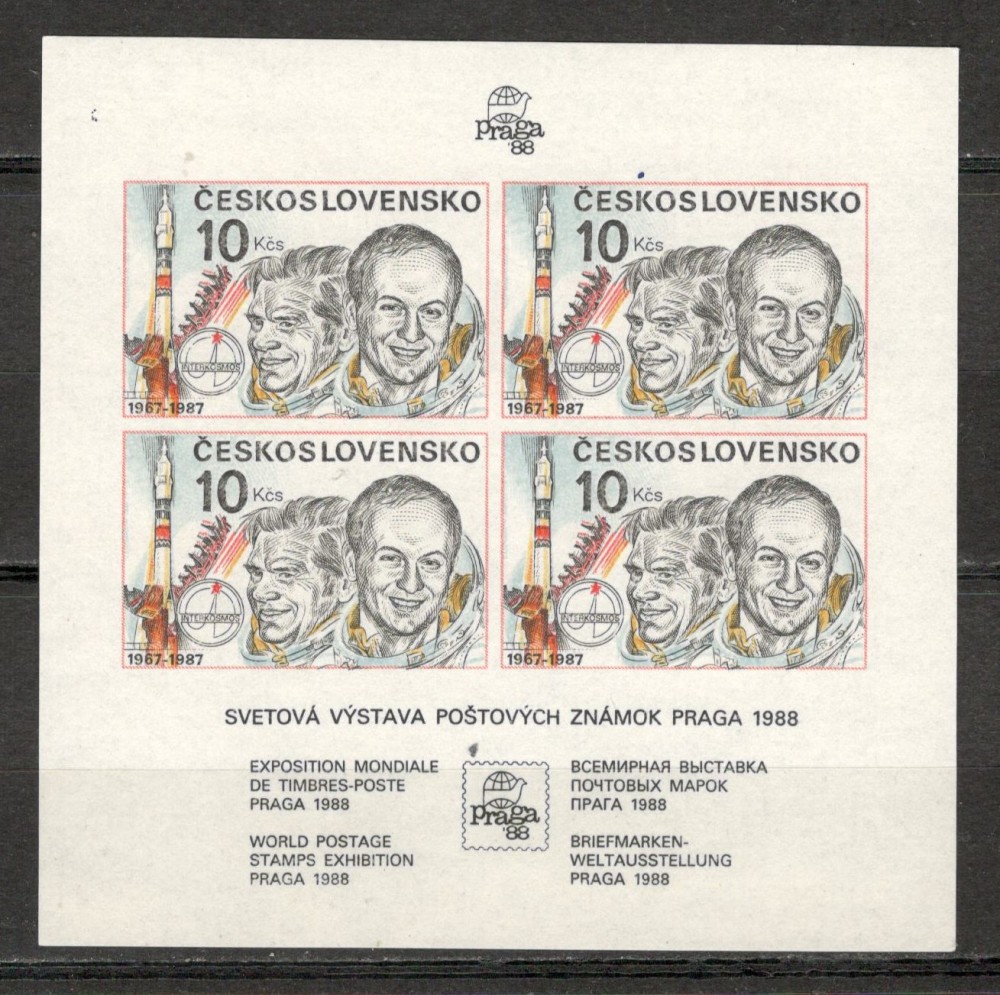 praga
'88
ČESKOSLOVENSKO
10 Kčs
INTERKOSMOS
1967-1987
ČESKOSLOVENSKO
10 Kčs
INTERKOSMOS
1967-1987
ČESKOSLOVENSKO
10 Kčs
INTERKOSMOS
1967-1987
ČESKOSLOVENSKO
10 Kčs
INTERKOSMOS
1967-1987
SVETOVÁ VÝSTAVA POŠTOVÝCH ZNÁMOK PRAGA 1988
EXPOSITION MONDIALE
DE TIMBRES-POSTE
PRAGA 1988
WORLD POSTAGE
STAMPS EXHIBITION
PRAGA 1988
praga
'88
ВСЕМИРНАЯ ВЫСТАВКА
ПОЧТОВЫХ МАРОК
ПРАГА 1988
BRIEFMARKEN-
WELTAUSSTELLUNG
PRAGA 1988